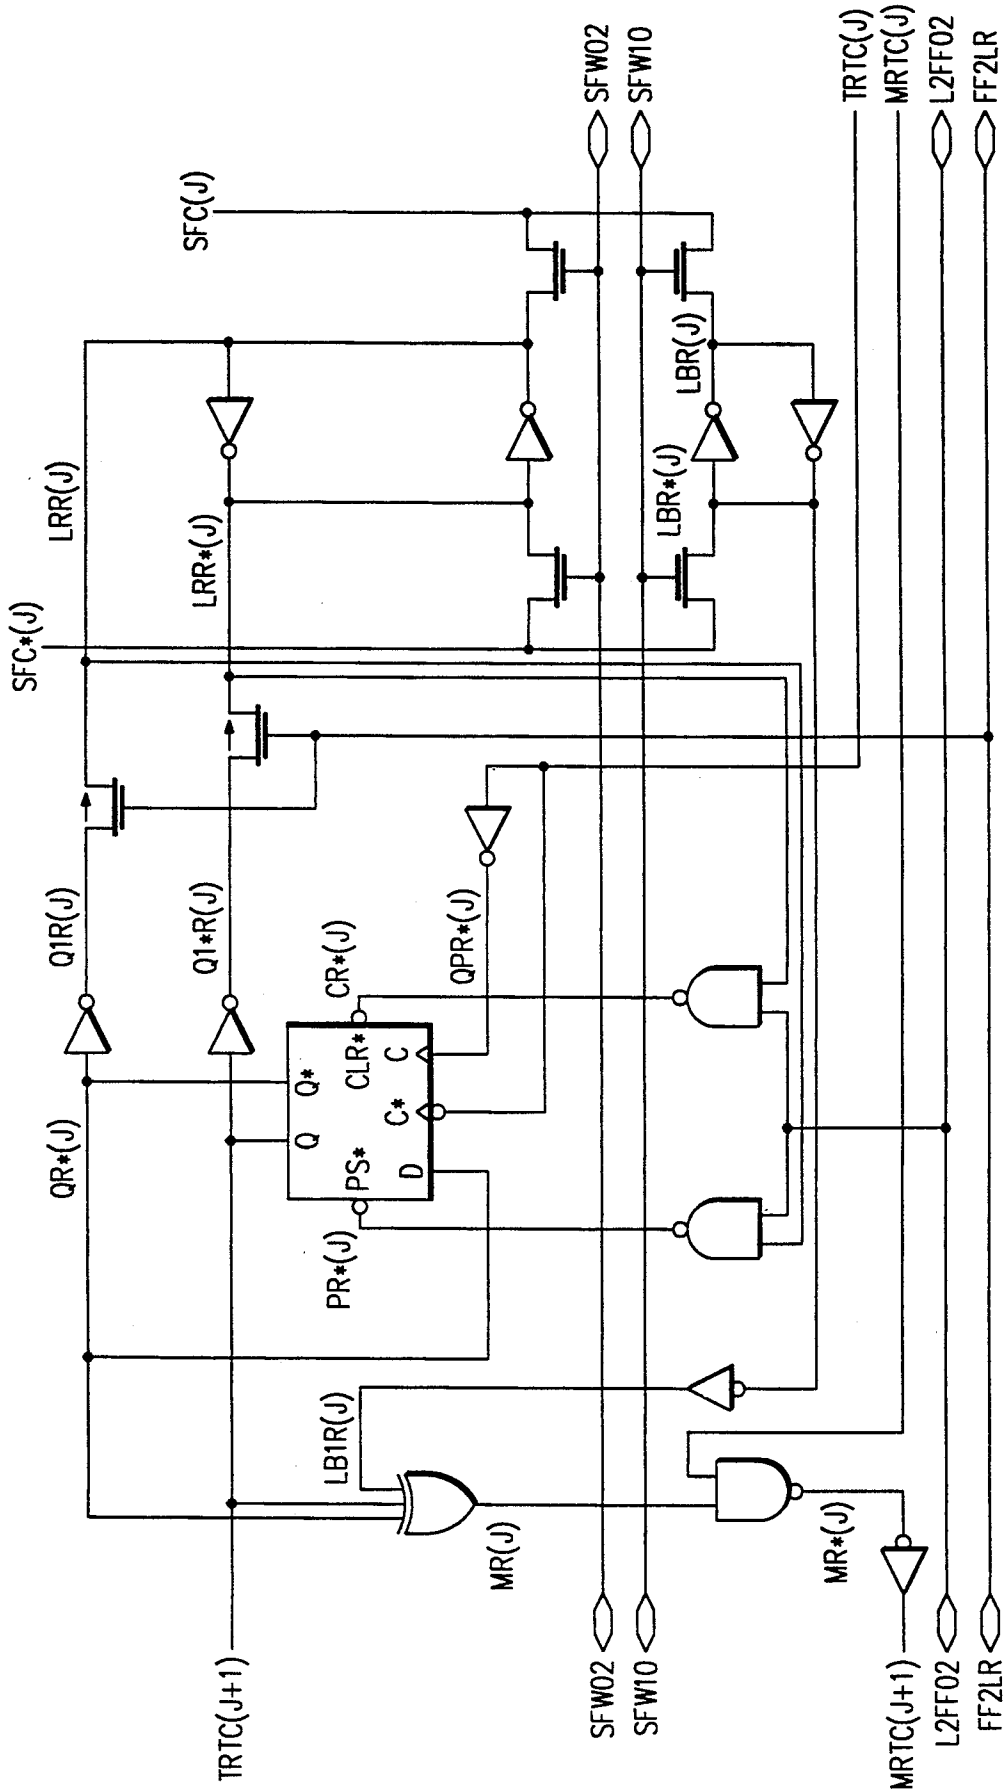 SFW02
SFW10
TRTC(J)
MRTC(J)
L2FF02
FF2LR
SFC(J)
LBR(J)
LBR*(J)
LRR(J)
LRR*(J)
SFC*(J)
Q1R(J)
Q1*R(J)
QPR*(J)
CR*(J)
QR*(J)
Q*
Q
CLR*
C
C*
PS*
D
PR*(J)
LB1R(J)
MR(J)
MR*(J)
TRTC(J+1)
SFW02
SFW10
MRTC(J+1)
L2FF02
FF2LR